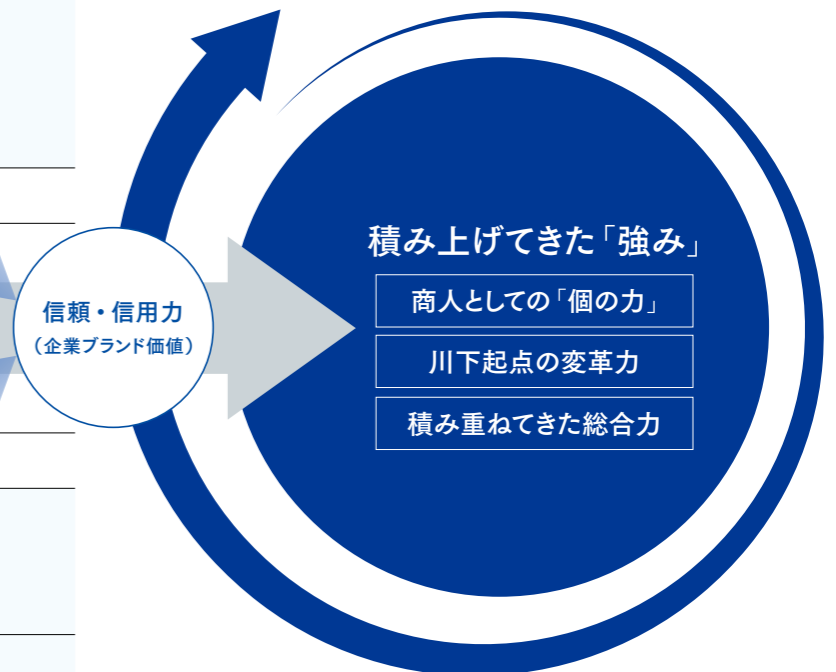 信頼・信用力
（企業ブランド価値）
積み上げてきた「強み」
商人としての「個の力」
川下起点の変革力
積み重ねてきた総合力